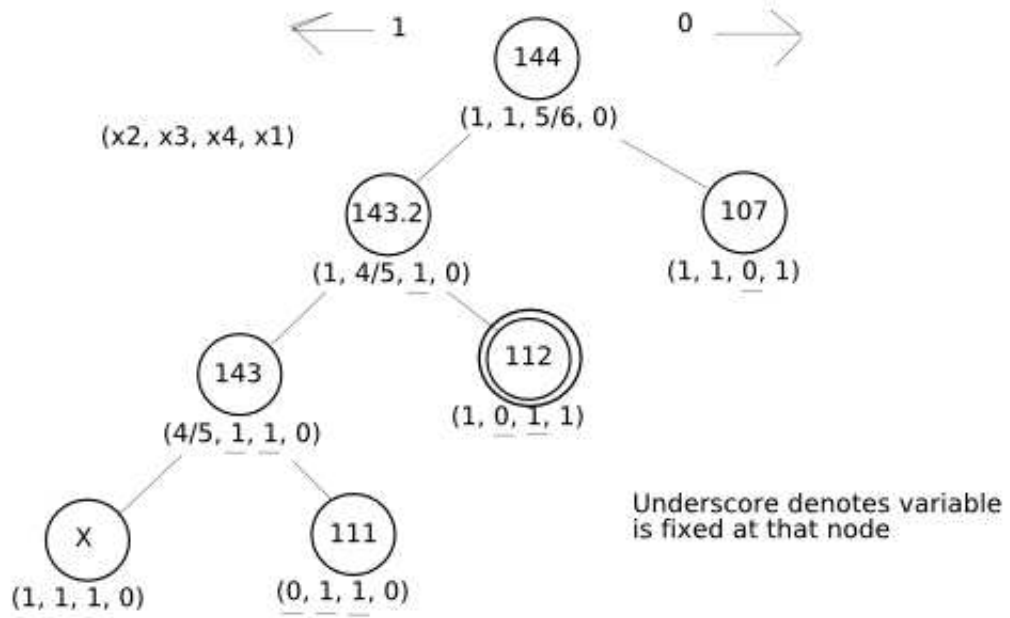 1
0
144
(1, 1, 5/6, 0)
(x2, x3, x4, x1)
143.2
107
(1, 4/5, 1, 0)
(1, 1, 0, 1)
143
112
(4/5, 1, 1, 0)
(1, 0, 1, 1)
Underscore denotes variable
is fixed at that node
X
111
(1, 1, 1, 0)
(0, 1, 1, 0)